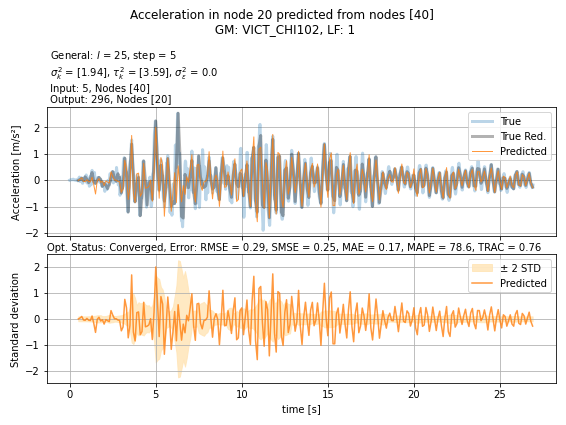 Acceleration in node 20 predicted from nodes [40]
GM: VICT_CHI102, LF: 1
General: l = 25, step = 5
σ²ₖ = [1.94], τ²ₖ = [3.59], σ²ε = 0.0
Input: 5, Nodes [40]
Output: 296, Nodes [20]
Acceleration [m/s²]
2
1
0
−1
−2
True
True Red.
Predicted
Opt. Status: Converged, Error: RMSE = 0.29, SMSE = 0.25, MAE = 0.17, MAPE = 78.6, TRAC = 0.76
Standard deviation
2
1
0
−1
−2
± 2 STD
Predicted
0 5 10 15 20 25
time [s]